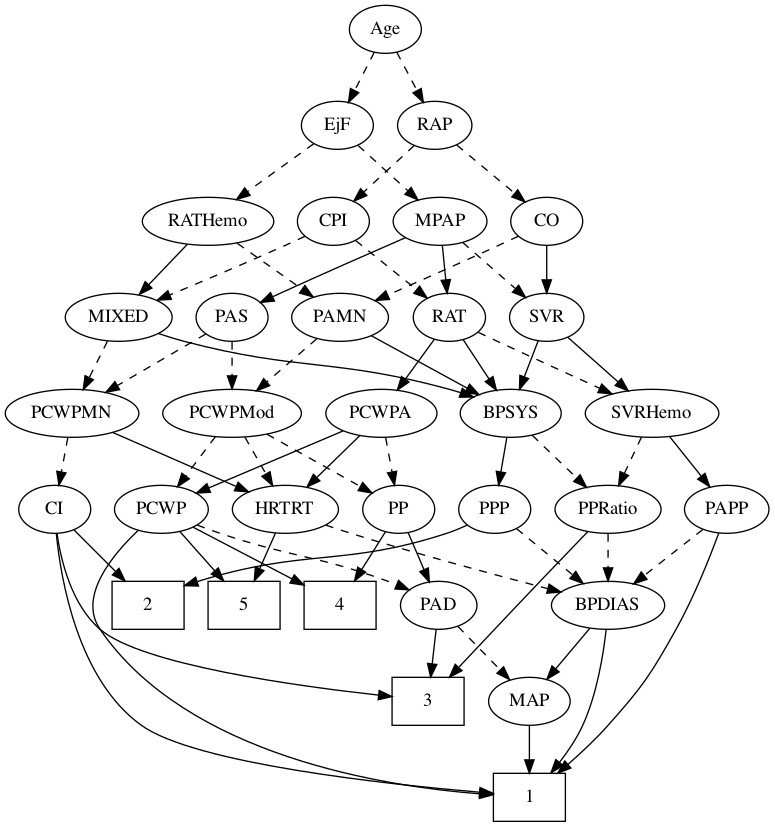 Age
EjF
RAP
RATHemo
CPI
MPAP
CO
MIXED
PAS
PAMN
RAT
SVR
PCWPMN
PCWPMod
PCWPA
BPSYS
SVRHemo
CI
PCWP
HRTRT
PP
PPP
PPRatio
PAPP
2
5
4
PAD
BPDIAS
3
MAP
1